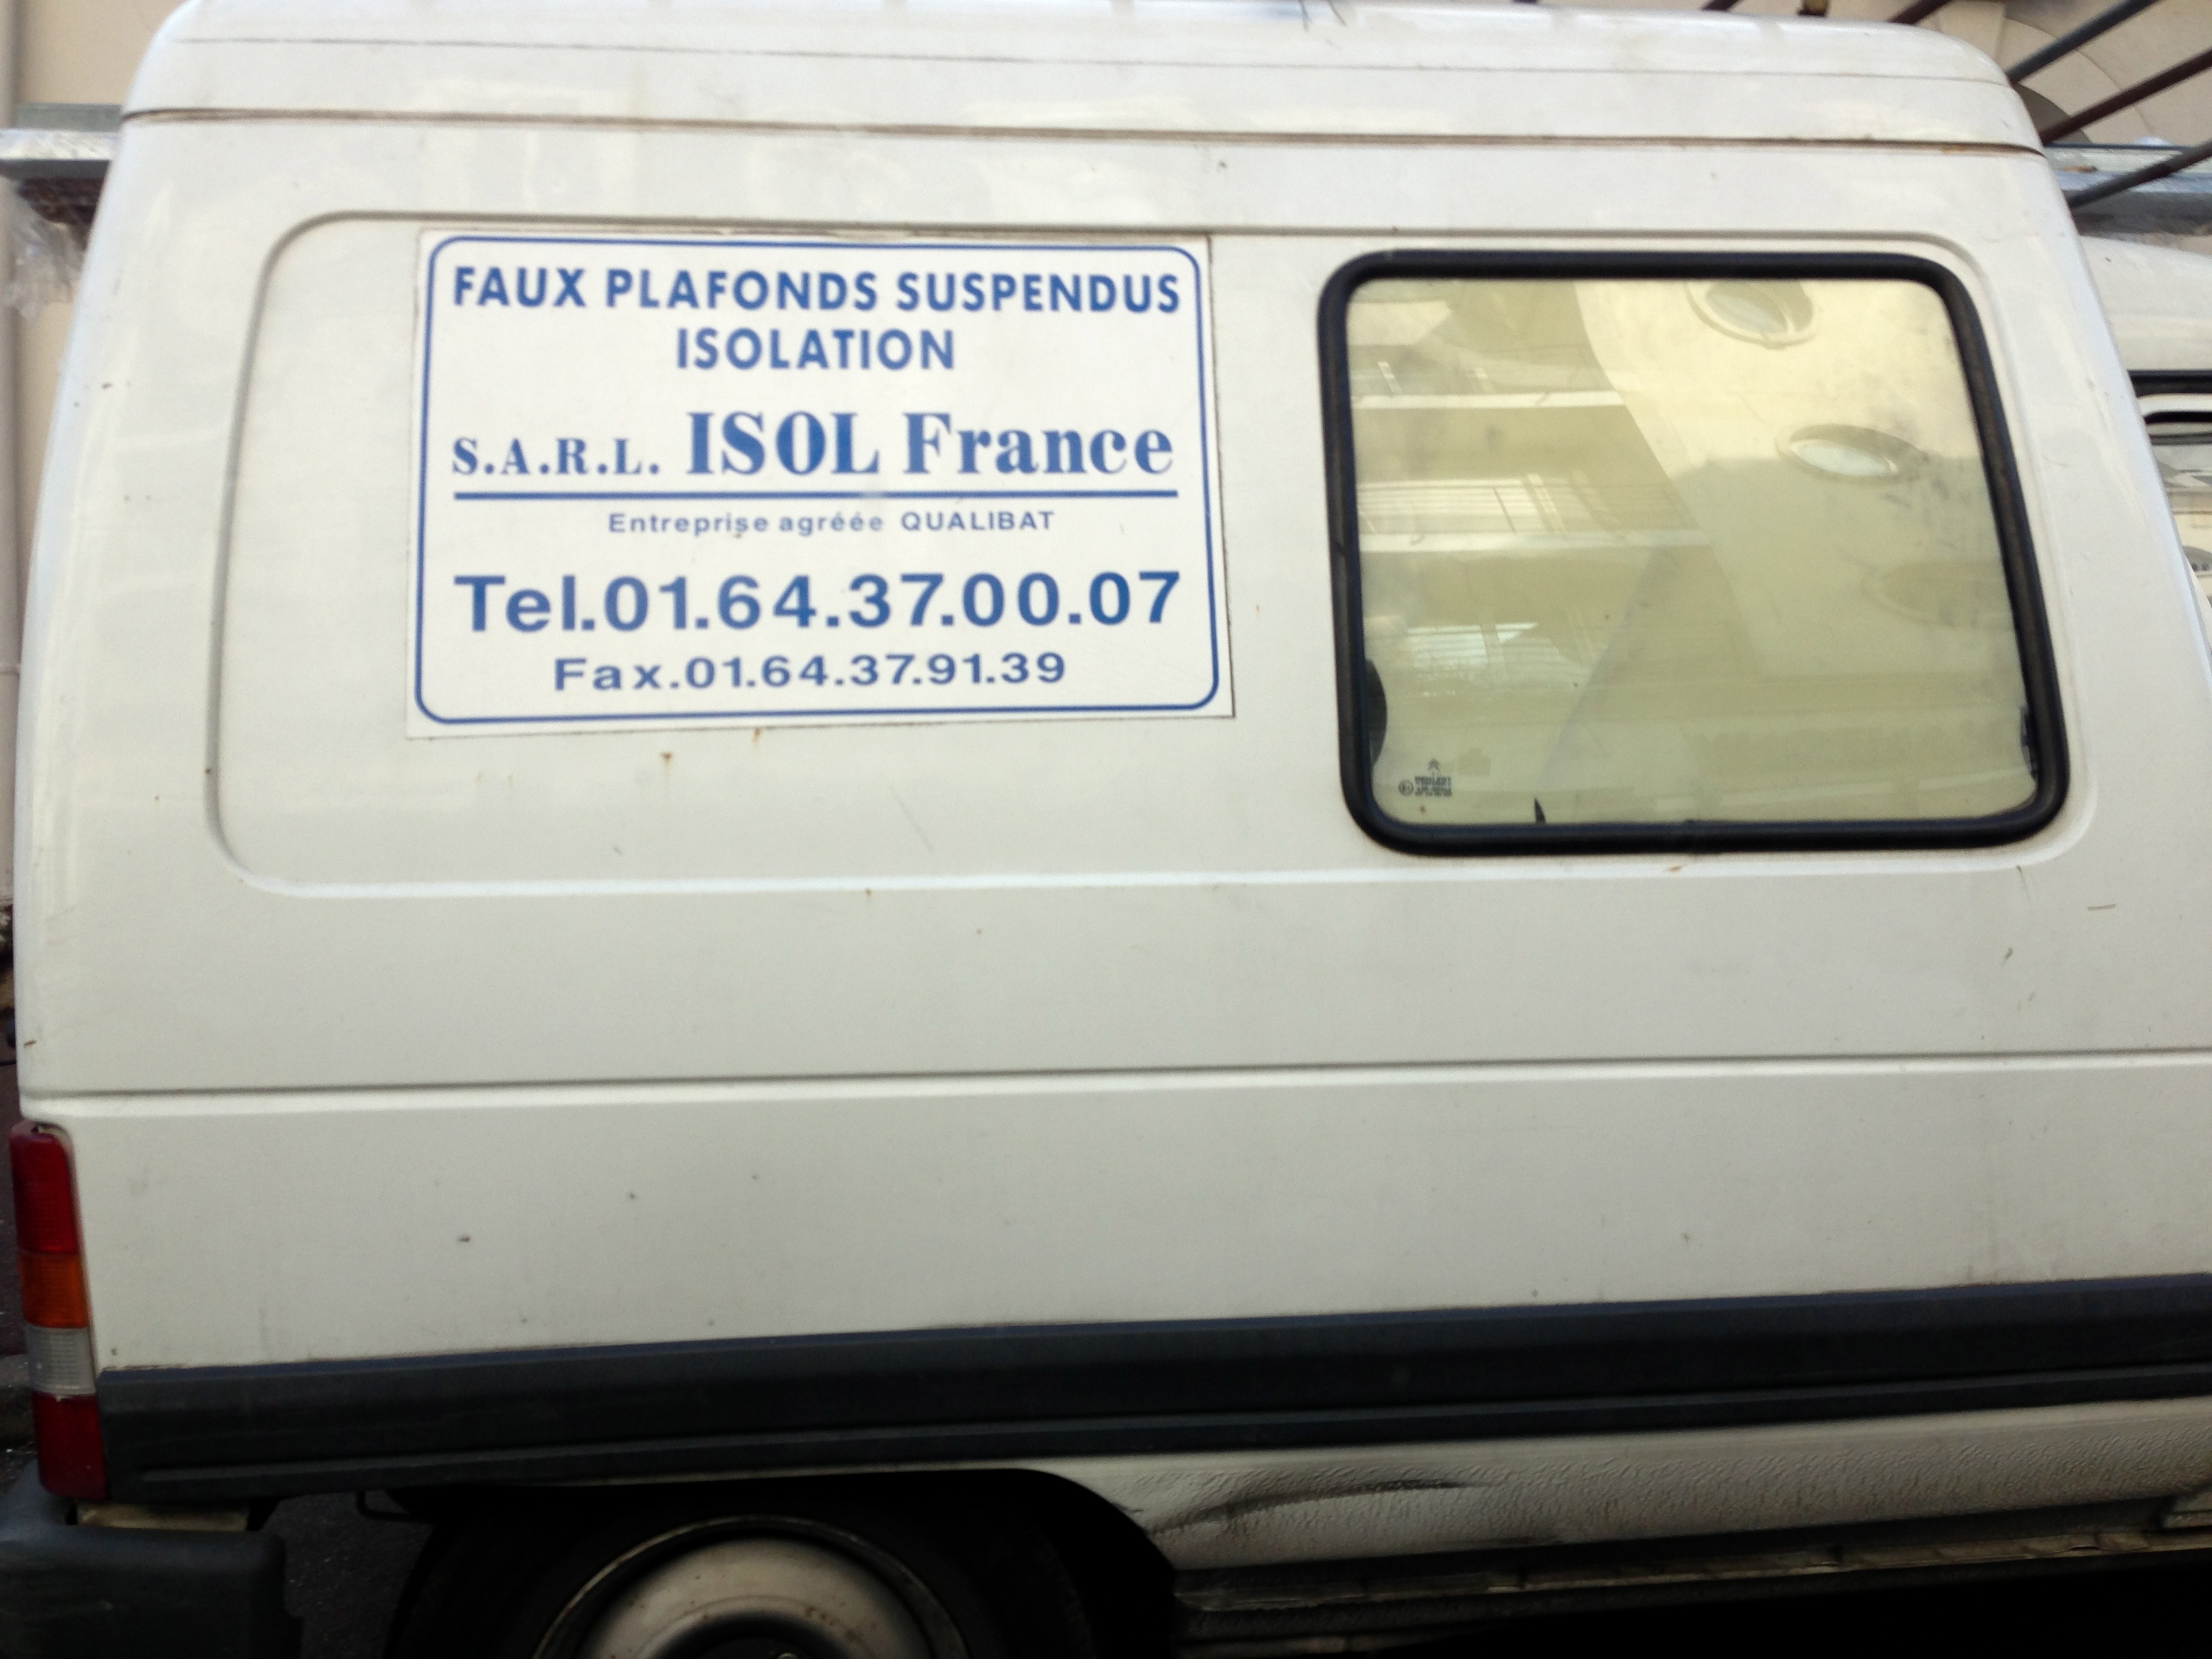 FAUX PLAFONDS SUSPENDUS
ISOLATION
S.A.R.L. ISOL France
Entreprise agréée QUALIBAT
Tel.01.64.37.00.07
Fax.01.64.37.91.39